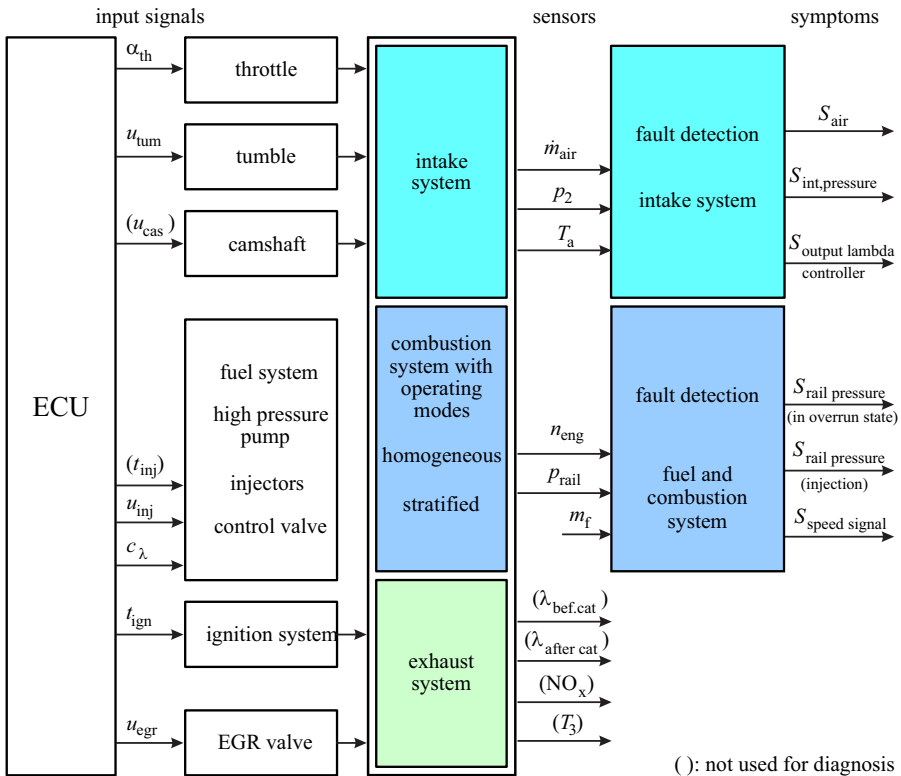 input signals
sensors
symptoms
ECU
α_th
u_tum
(u_cas)
(t_inj)
u_inj
c_λ
t_ign
u_egr
throttle
tumble
camshaft
fuel system
high pressure
pump
injectors
control valve
ignition system
EGR valve
intake
system
combustion
system with
operating
modes
homogeneous
stratified
exhaust
system
ṁ_air
p_2
T_a
n_eng
p_rail
m_f
(λ_bef.cat)
(λ_after cat)
(NO_x)
(T_3)
fault detection
intake system
fault detection
fuel and
combustion
system
S_air
S_int,pressure
S_output lambda
controller
S_rail pressure
(in overrun state)
S_rail pressure
(injection)
S_speed signal
( ): not used for diagnosis